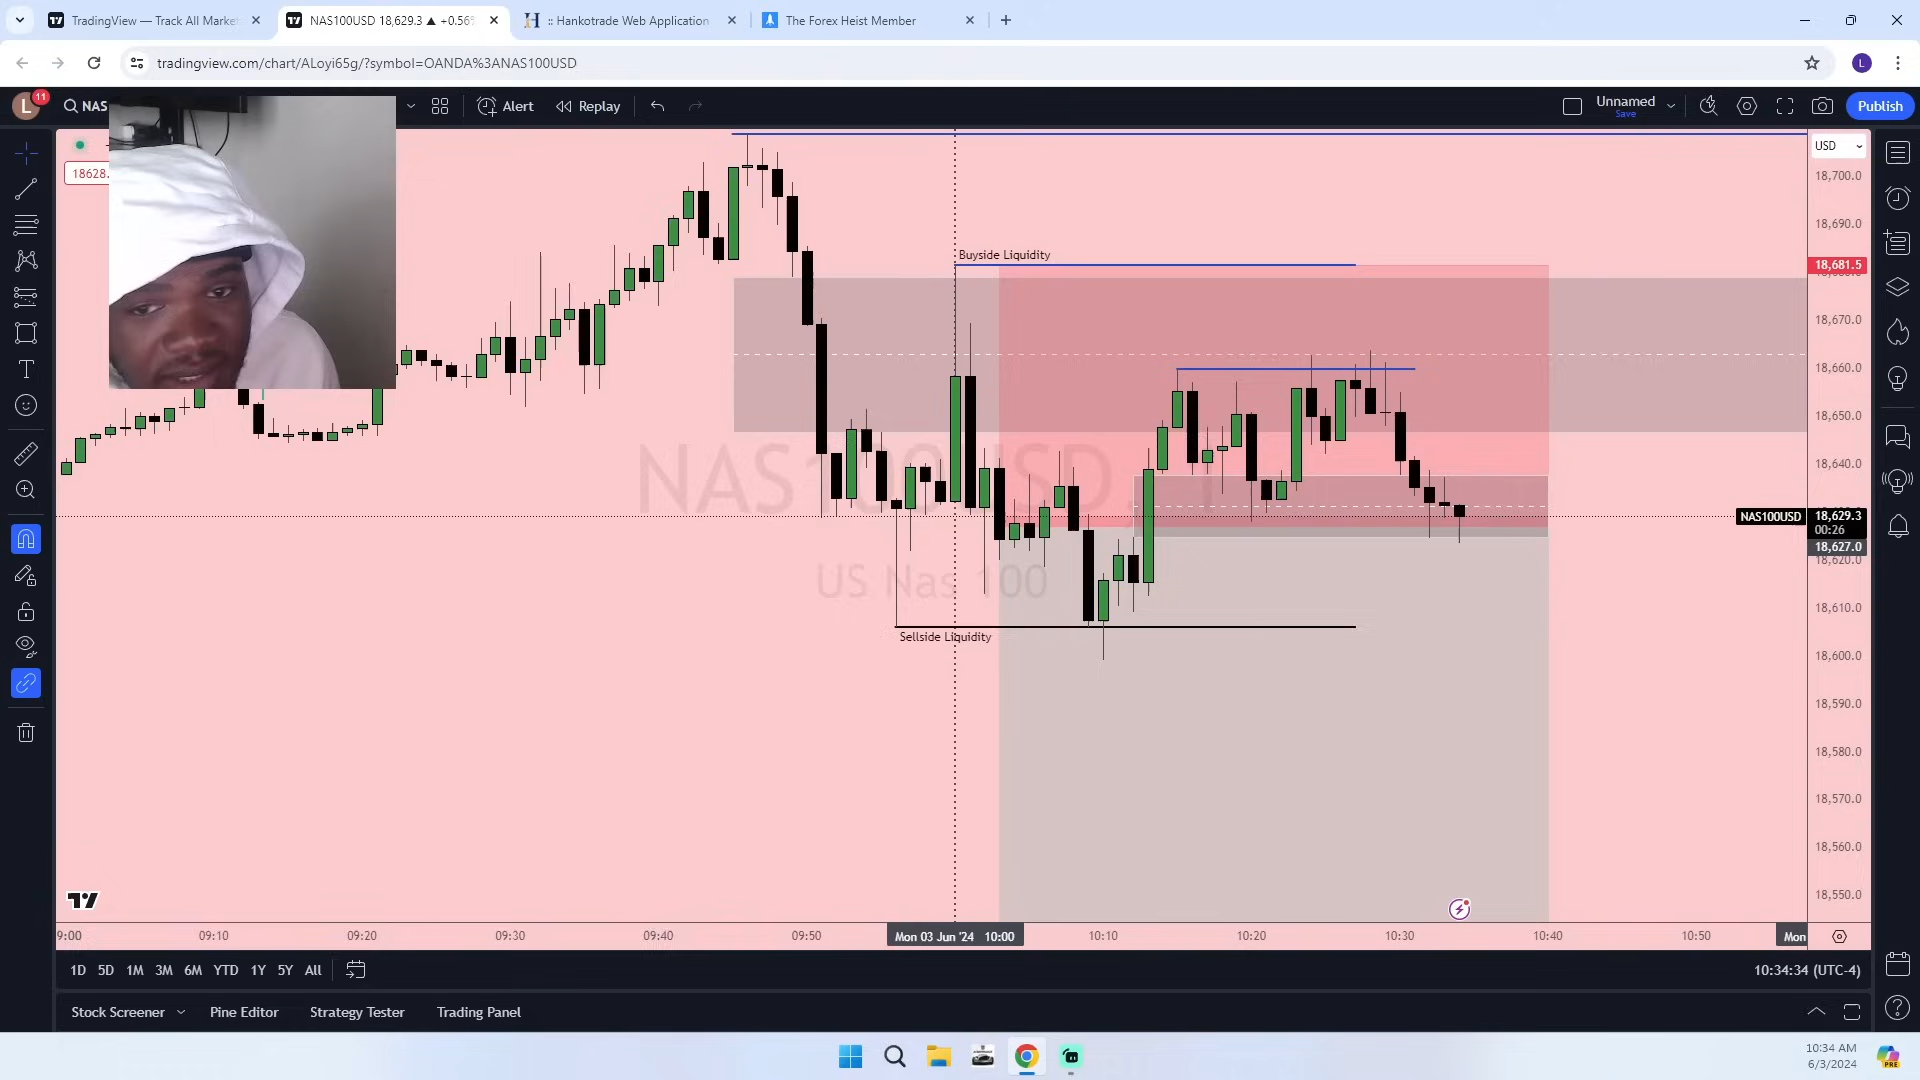 TradingView — Track All Marke
NAS100USD 18,629.3 ▲ +0.56%
:: Hankotrade Web Application
The Forex Heist Member
tradingview.com/chart/ALoyi65g/?symbol=OANDA%3ANAS100USD
L
L
11
NAS
Alert
Replay
Unnamed
Save
Publish
USD
18628.
18,700.0
18,690.0
Buyside Liquidity
18,681.5
18,670.0
18,660.0
18,650.0
18,640.0
NAS100USD, 1
NAS100USD
18,629.3
00:26
18,627.0
18,620.0
US Nas 100
18,610.0
Sellside Liquidity
18,600.0
18,590.0
18,580.0
18,570.0
18,560.0
18,550.0
9:00
09:10
09:20
09:30
09:40
09:50
Mon 03 Jun '24 10:00
10:10
10:20
10:30
10:40
10:50
Mon
1D 5D 1M 3M 6M YTD 1Y 5Y All
10:34:34 (UTC-4)
Stock Screener
Pine Editor
Strategy Tester
Trading Panel
10:34 AM
6/3/2024
PRE